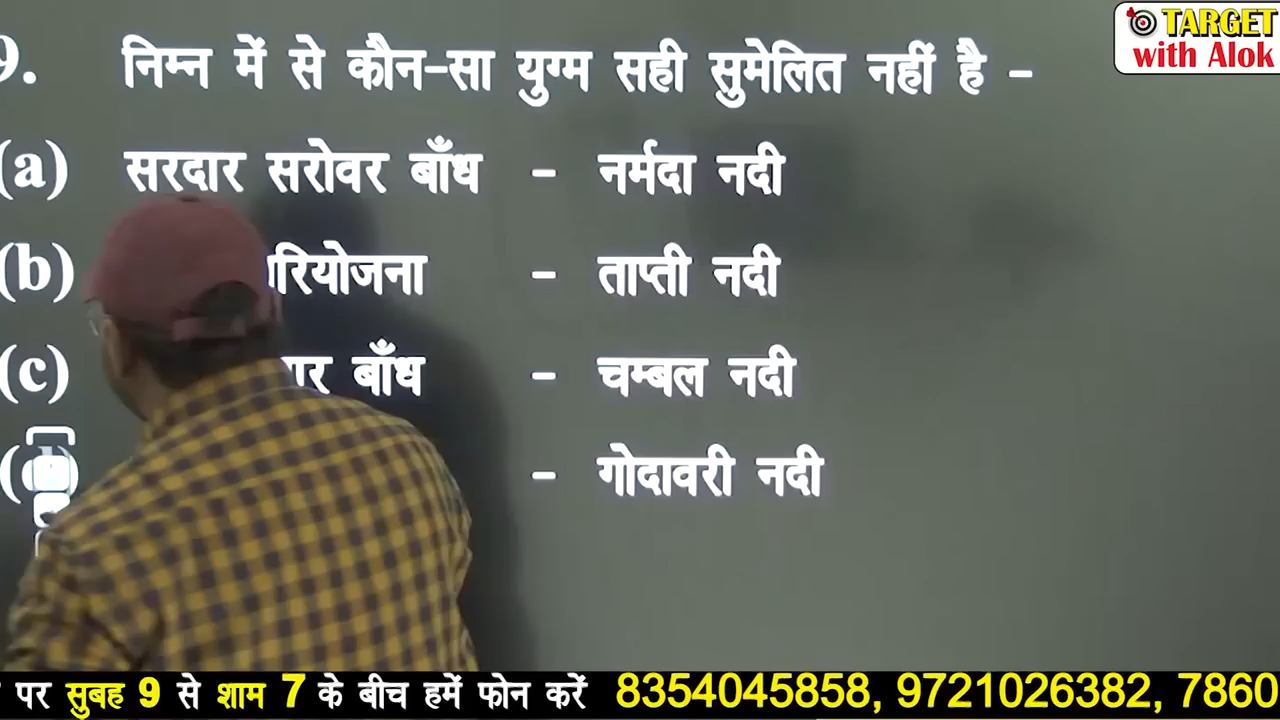 TARGET
with Alok
9. निम्न में से कौन-सा युग्म सही सुमेलित नहीं है -
(a) सरदार सरोवर बाँध - नर्मदा नदी
(b) - ताप्ती नदी
(c) बाँध - चम्बल नदी
- गोदावरी नदी
पर सुबह 9 से शाम 7 के बीच हमें फोन करें 8354045858, 9721026382, 7860